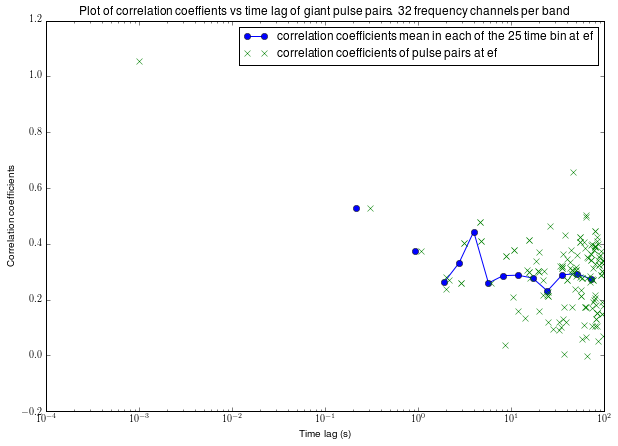 Plot of correlation coeffients vs time lag of giant pulse pairs. 32 frequency channels per band
correlation coefficients mean in each of the 25 time bin at ef
correlation coefficients of pulse pairs at ef
1.2
1.0
0.8
0.6
0.4
0.2
0.0
−0.2
Correlation coefficients
10⁻⁴ 10⁻³ 10⁻² 10⁻¹ 10⁰ 10¹ 10²
Time lag (s)